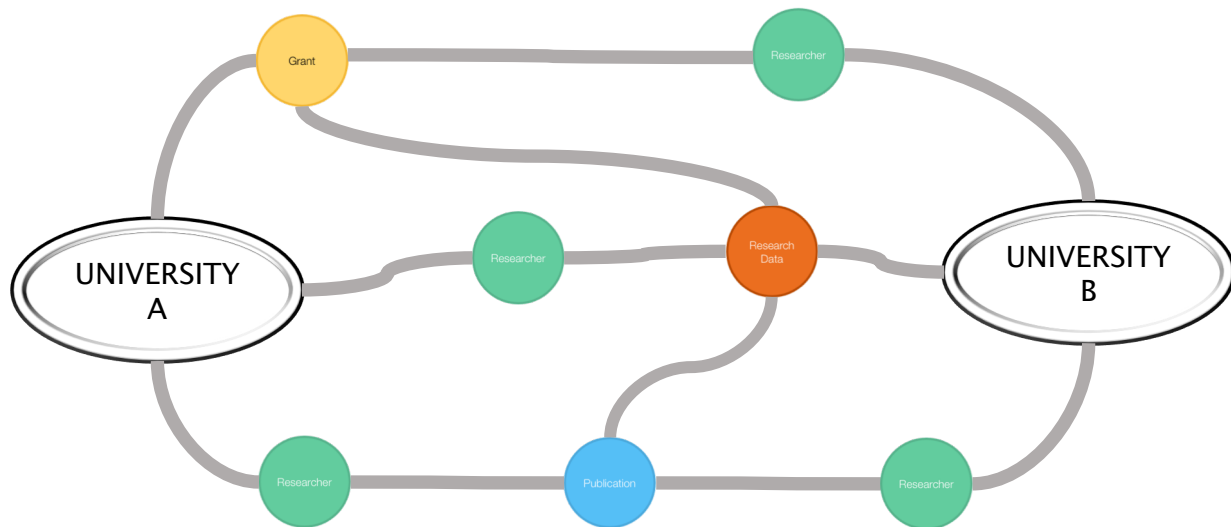 Grant
Researcher
UNIVERSITY
A
Researcher
Research
Data
UNIVERSITY
B
Researcher
Publication
Researcher